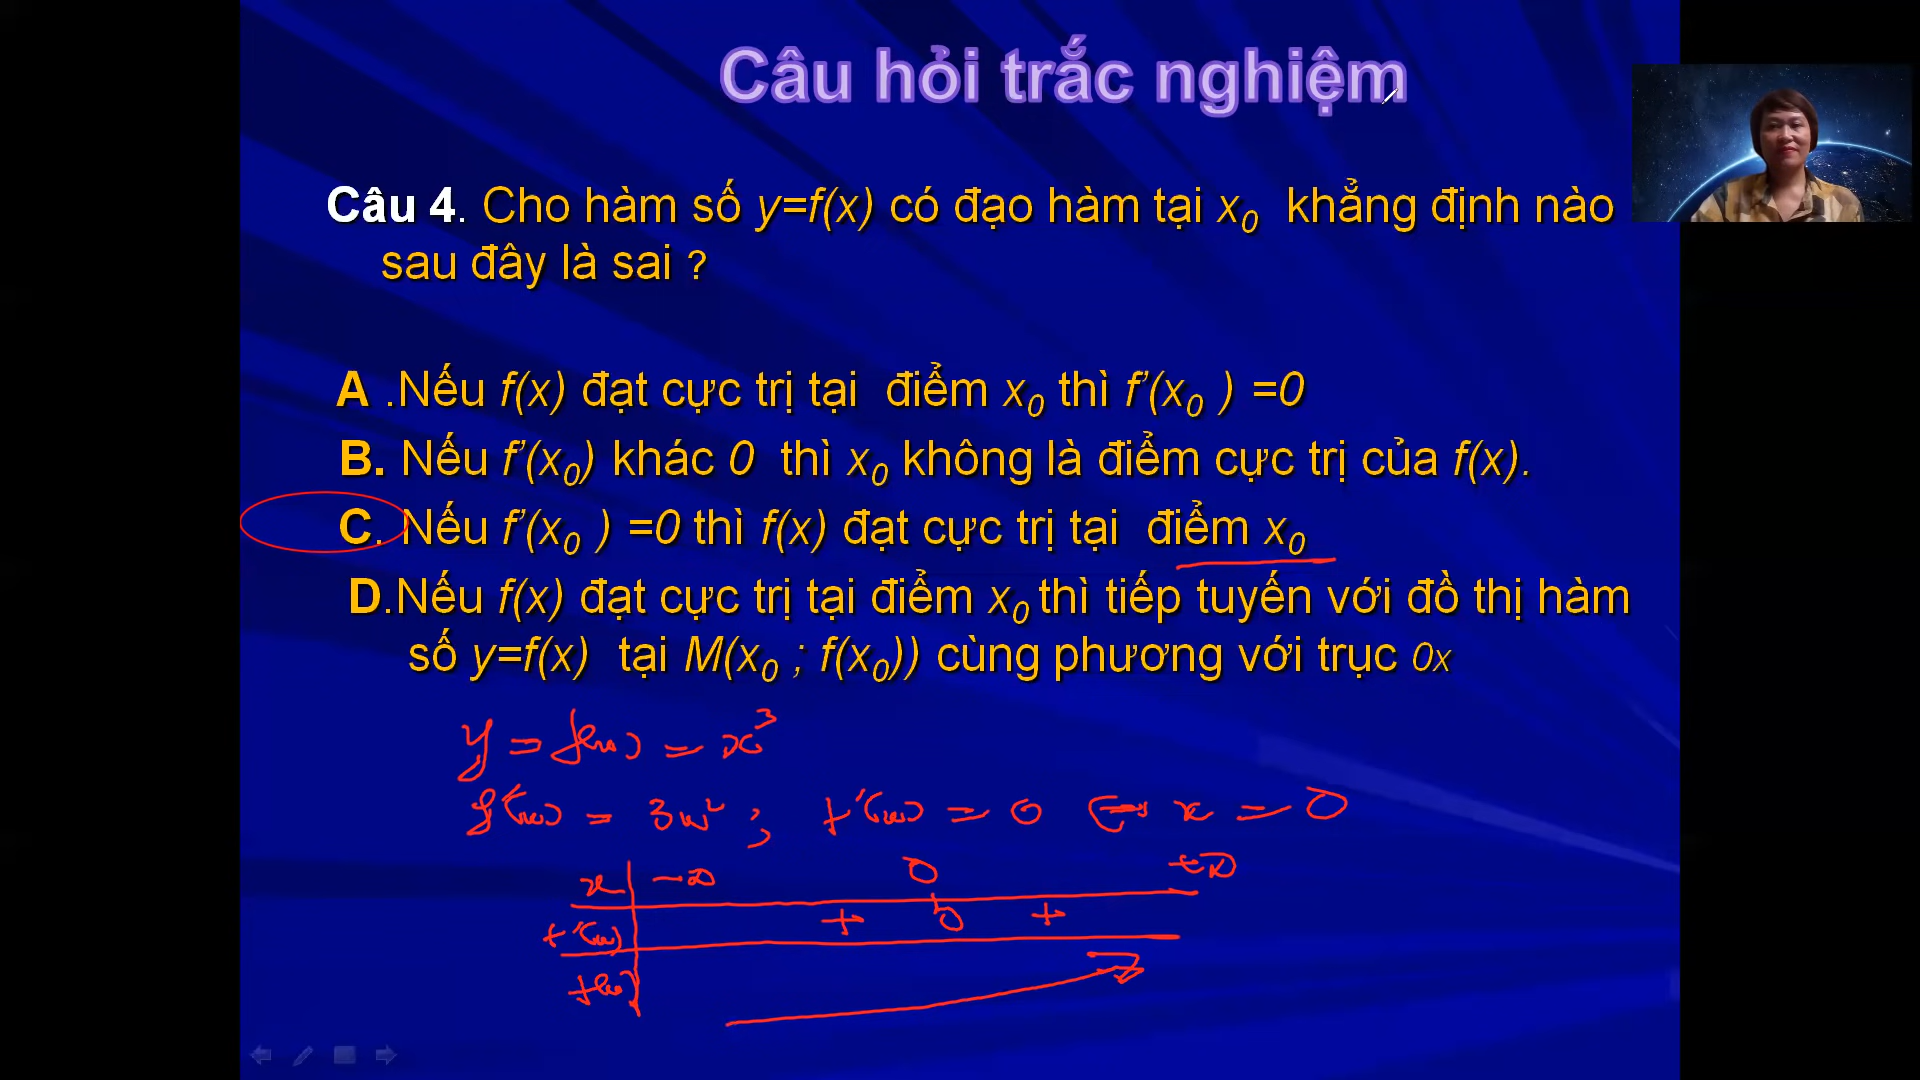 Câu hỏi trắc nghiệm
Câu 4. Cho hàm số y=f(x) có đạo hàm tại x₀ khẳng định nào
sau đây là sai ?
A .Nếu f(x) đạt cực trị tại điểm x₀ thì f’(x₀ ) =0
B. Nếu f’(x₀) khác 0 thì x₀ không là điểm cực trị của f(x).
C. Nếu f’(x₀ ) =0 thì f(x) đạt cực trị tại điểm x₀
D.Nếu f(x) đạt cực trị tại điểm x₀ thì tiếp tuyến với đồ thị hàm
số y=f(x) tại M(x₀ ; f(x₀)) cùng phương với trục 0x
y = f(x) = x³
f'(x) = 3x² ; f'(x) = 0 ⇔ x = 0
x -∞ 0 +∞
f'(x) + 0 +
f(x)